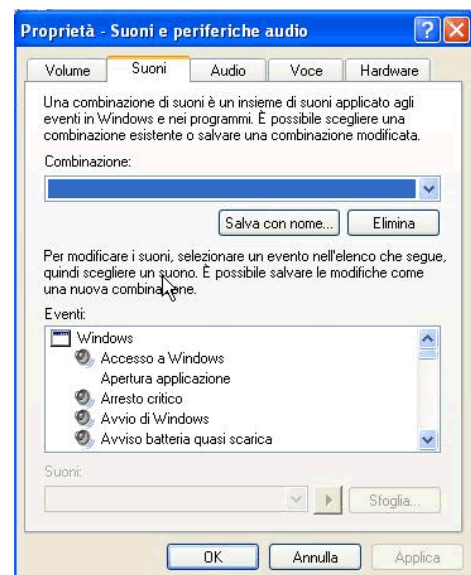 Proprietà - Suoni e periferiche audio
Volume Suoni Audio Voce Hardware
Una combinazione di suoni è un insieme di suoni applicato agli
eventi in Windows e nei programmi. È possibile scegliere una
combinazione esistente o salvare una combinazione modificata.
Combinazione:
Salva con nome... Elimina
Per modificare i suoni, selezionare un evento nell'elenco che segue,
quindi scegliere un suono. È possibile salvare le modifiche come
una nuova combinazione.
Eventi:
Windows
Accesso a Windows
Apertura applicazione
Arresto critico
Avvio di Windows
Avviso batteria quasi scarica
Suoni:
Sfoglia...
OK Annulla Applica